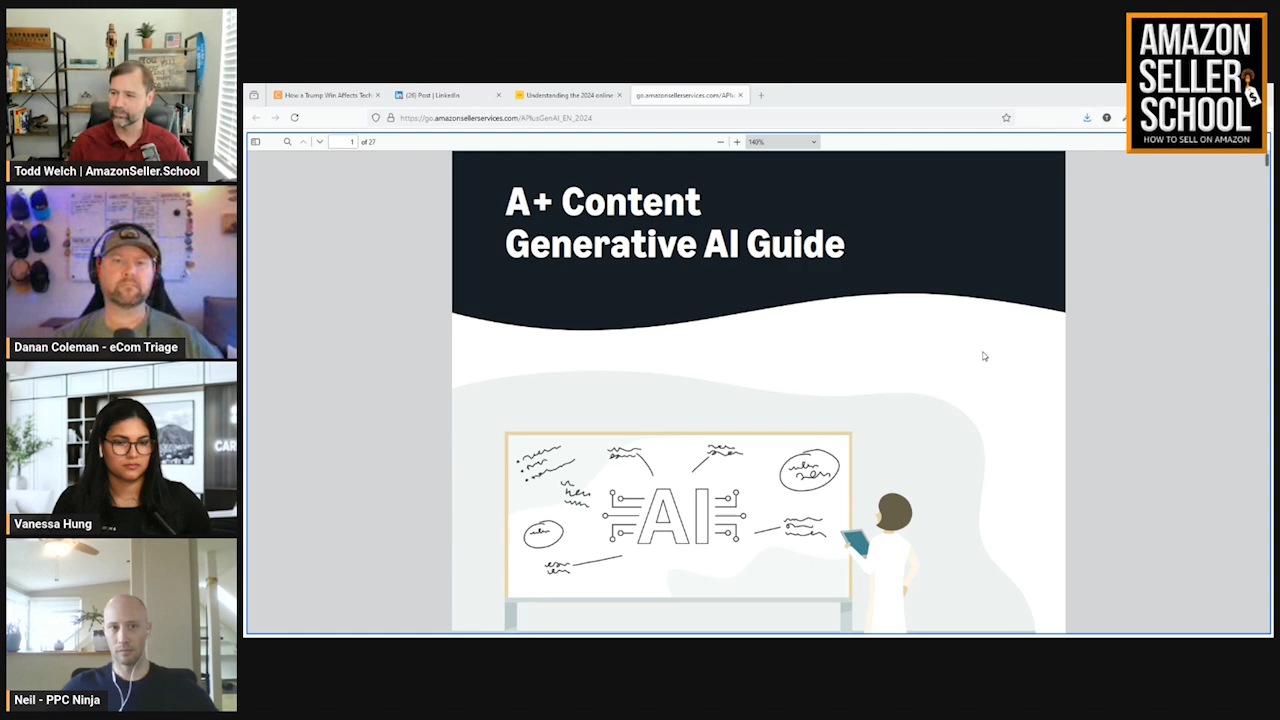 Todd Welch | AmazonSeller.School
Danan Coleman - eCom Triage
Vanessa Hung
Neil - PPC Ninja
How a Trump Win Affects Tech
(26) Post | LinkedIn
Understanding the 2024 online
go.amazonsellerservices.com/APlu
https://go.amazonsellerservices.com/APlusGenAI_EN_2024
1 of 27
140%
A+ Content
Generative AI Guide
AI
AMAZON
SELLER
SCHOOL
HOW TO SELL ON AMAZON
CAR